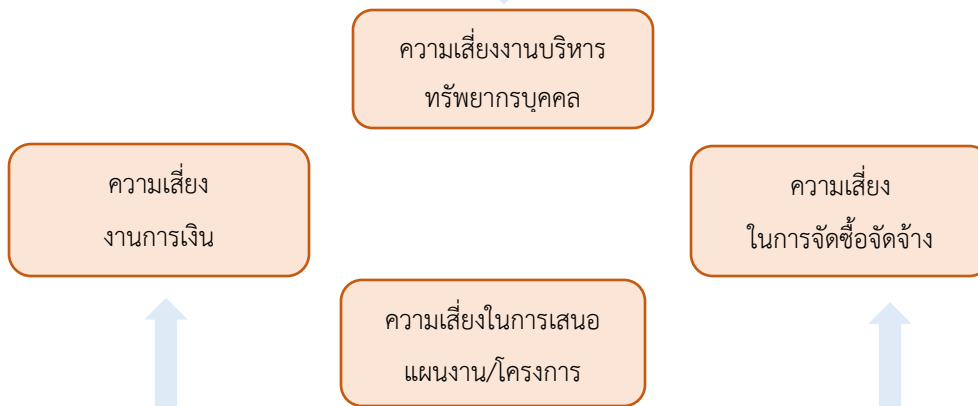 ความเสี่ยงงานบริหาร
ทรัพยากรบุคคล
ความเสี่ยง
งานการเงิน
ความเสี่ยง
ในการจัดซื้อจัดจ้าง
ความเสี่ยงในการเสนอ
แผนงาน/โครงการ